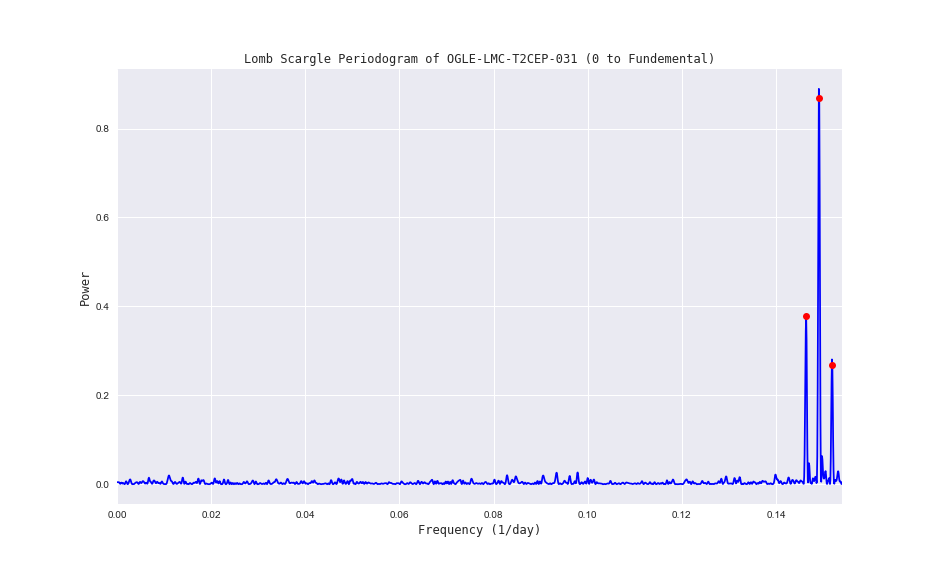 Lomb Scargle Periodogram of OGLE-LMC-T2CEP-031 (0 to Fundemental)
0.8
0.6
0.4
0.2
0.0
Power
0.00 0.02 0.04 0.06 0.08 0.10 0.12 0.14
Frequency (1/day)